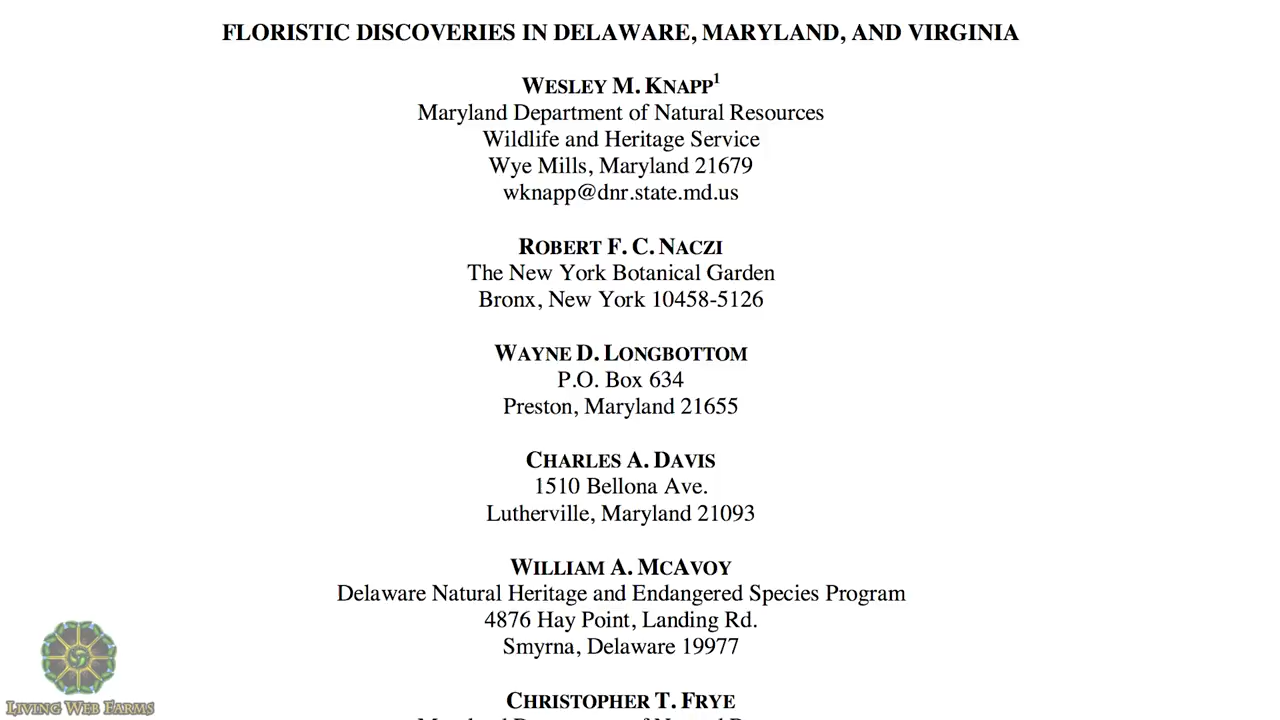 FLORISTIC DISCOVERIES IN DELAWARE, MARYLAND, AND VIRGINIA
WESLEY M. KNAPP¹
Maryland Department of Natural Resources
Wildlife and Heritage Service
Wye Mills, Maryland 21679
wknapp@dnr.state.md.us
ROBERT F. C. NACZI
The New York Botanical Garden
Bronx, New York 10458-5126
WAYNE D. LONGBOTTOM
P.O. Box 634
Preston, Maryland 21655
CHARLES A. DAVIS
1510 Bellona Ave.
Lutherville, Maryland 21093
WILLIAM A. MCAVOY
Delaware Natural Heritage and Endangered Species Program
4876 Hay Point, Landing Rd.
Smyrna, Delaware 19977
CHRISTOPHER T. FRYE
LIVING WEB FARMS